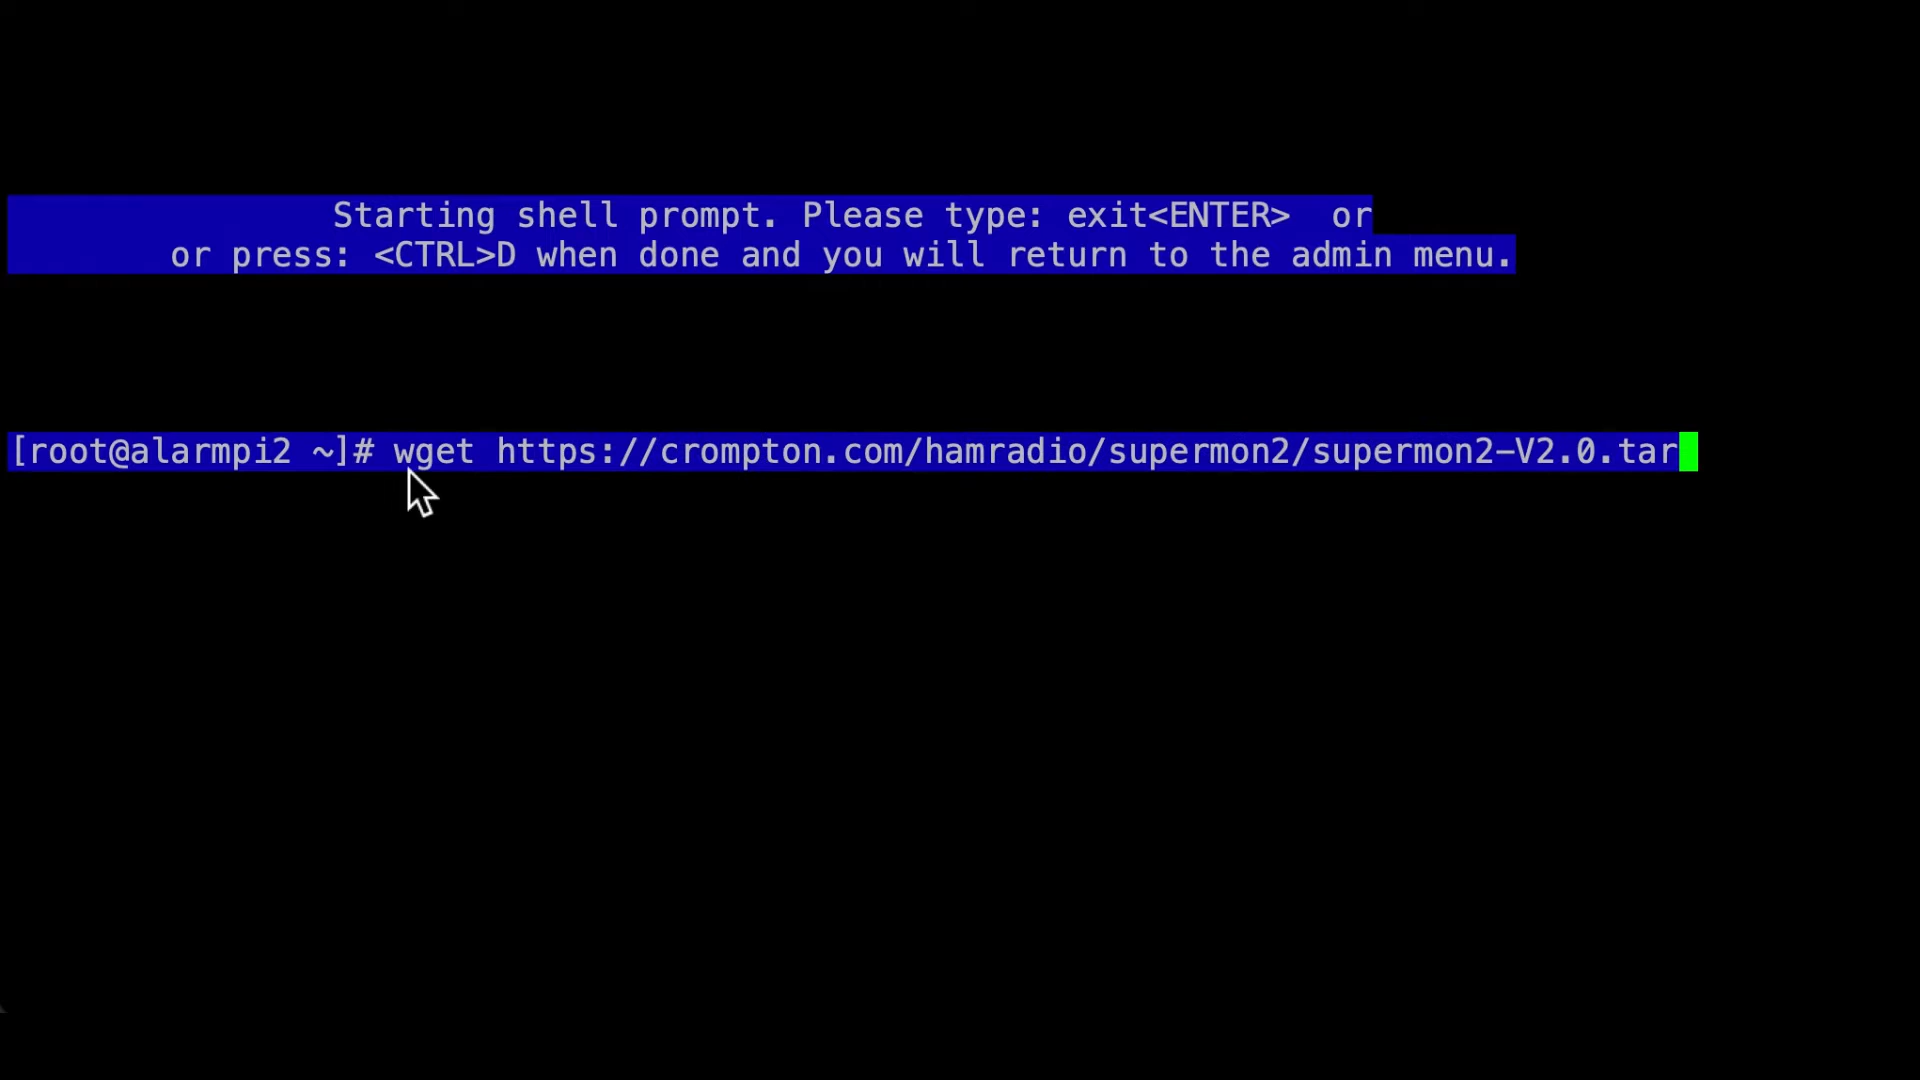 Starting shell prompt. Please type: exit<ENTER>  or
or press: <CTRL>D when done and you will return to the admin menu.
[root@alarmpi2 ~]# wget https://crompton.com/hamradio/supermon2/supermon2-V2.0.tar